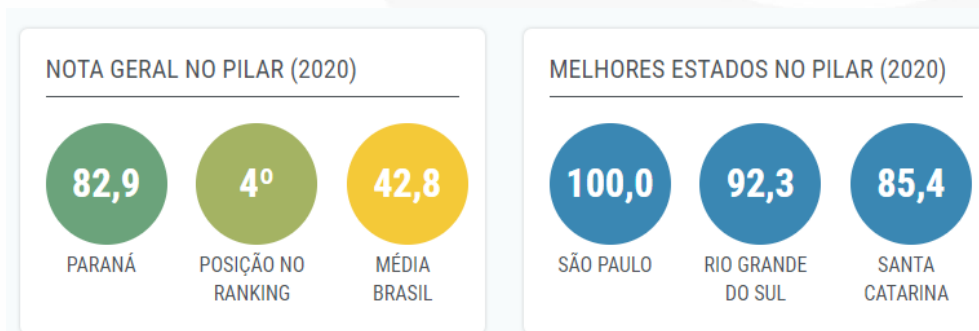 NOTA GERAL NO PILAR (2020)
82,9
PARANÁ
4º
POSIÇÃO NO
RANKING
42,8
MÉDIA
BRASIL
MELHORES ESTADOS NO PILAR (2020)
100,0
SÃO PAULO
92,3
RIO GRANDE
DO SUL
85,4
SANTA
CATARINA